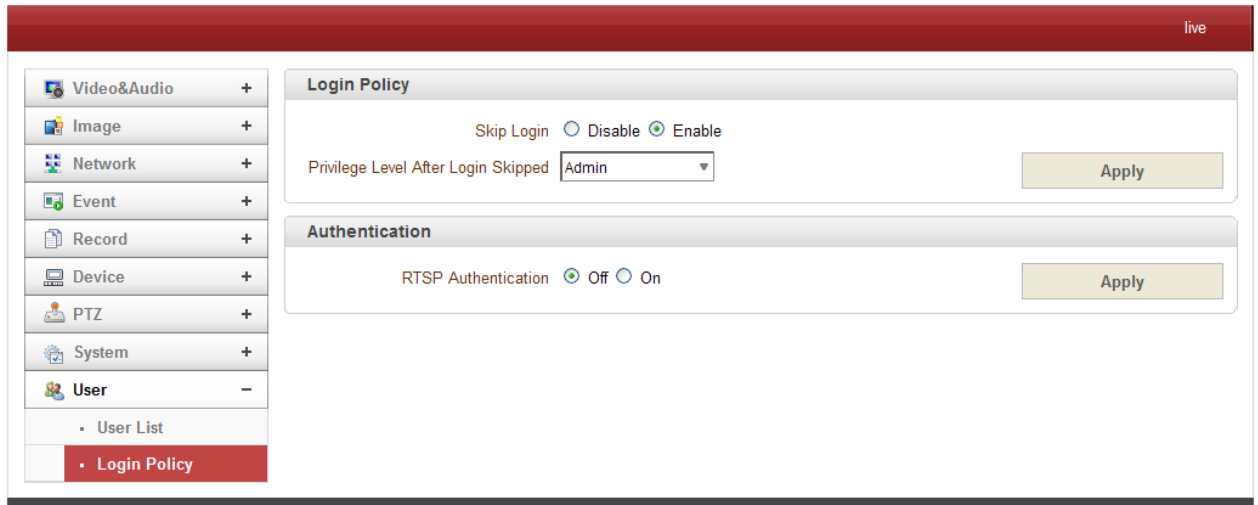 live
Video&Audio +
Image +
Network +
Event +
Record +
Device +
PTZ +
System +
User −
User List
Login Policy
Login Policy
Skip Login Disable Enable
Privilege Level After Login Skipped Admin
Apply
Authentication
RTSP Authentication Off On
Apply